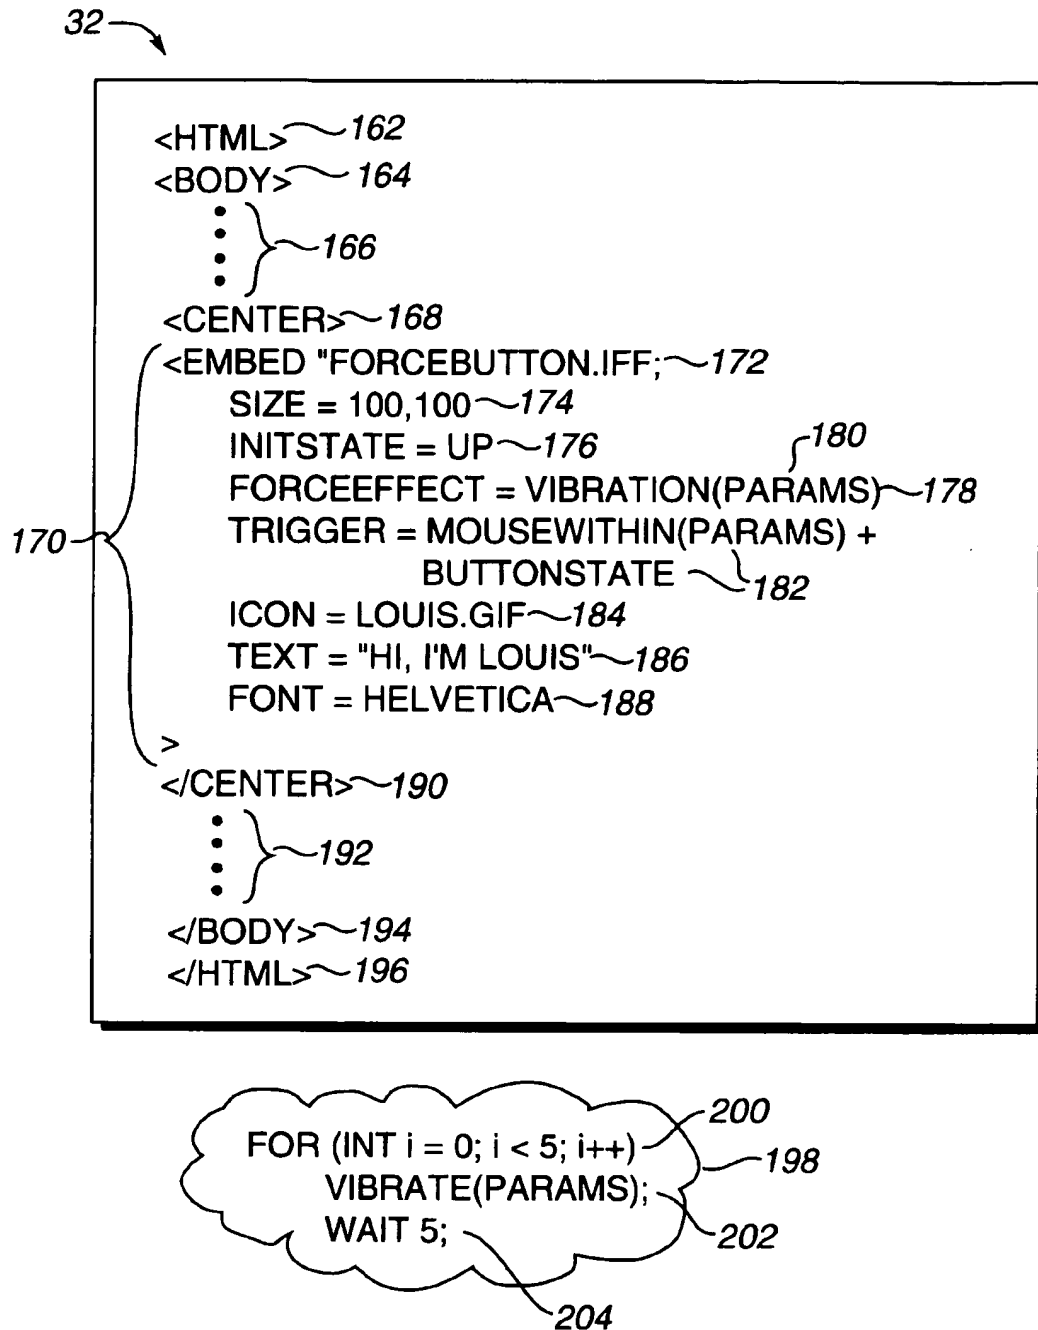 32
<HTML> 162
<BODY> 164
166
<CENTER> 168
<EMBED "FORCEBUTTON.IFF; 172
SIZE = 100,100 174
INITSTATE = UP 176
180
FORCEEFFECT = VIBRATION(PARAMS) 178
170
TRIGGER = MOUSEWITHIN(PARAMS) +
BUTTONSTATE 182
ICON = LOUIS.GIF 184
TEXT = "HI, I'M LOUIS" 186
FONT = HELVETICA 188
>
</CENTER> 190
192
</BODY> 194
</HTML> 196
FOR (INT i = 0; i < 5; i++) 200
198
VIBRATE(PARAMS); 202
WAIT 5; 204